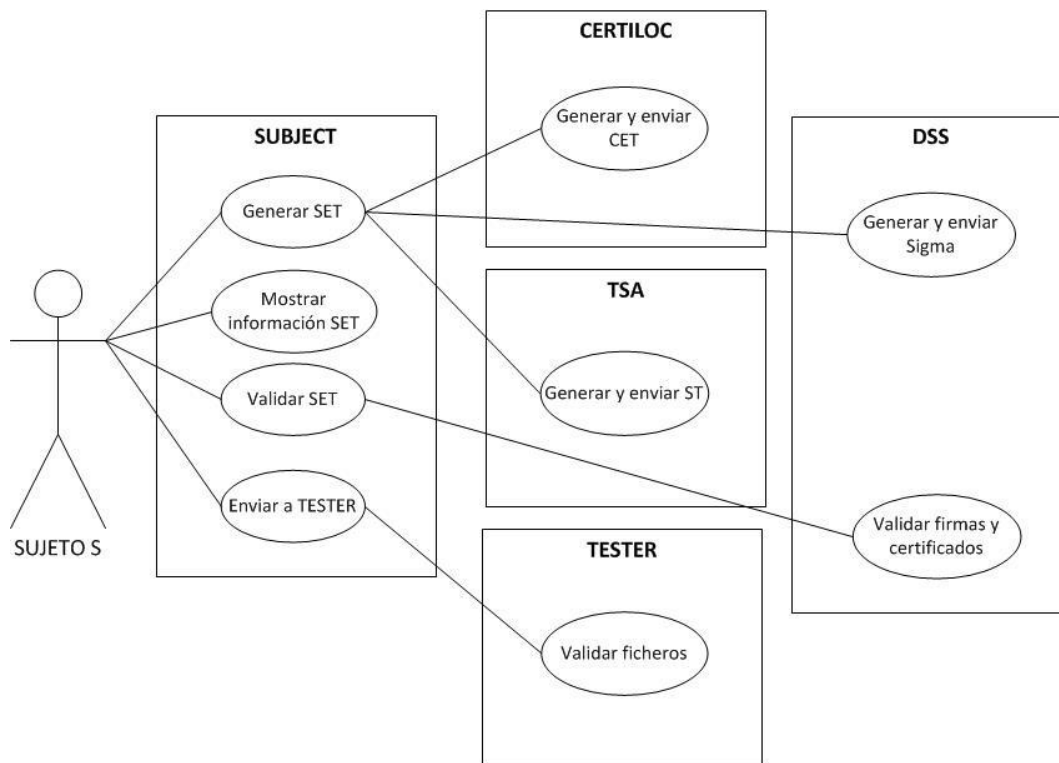 CERTILOC
Generar y enviar
CET
SUBJECT
Generar SET
Mostrar
información SET
Validar SET
Enviar a TESTER
SUJETO S
DSS
Generar y enviar
Sigma
Validar firmas y
certificados
TSA
Generar y enviar ST
TESTER
Validar ficheros